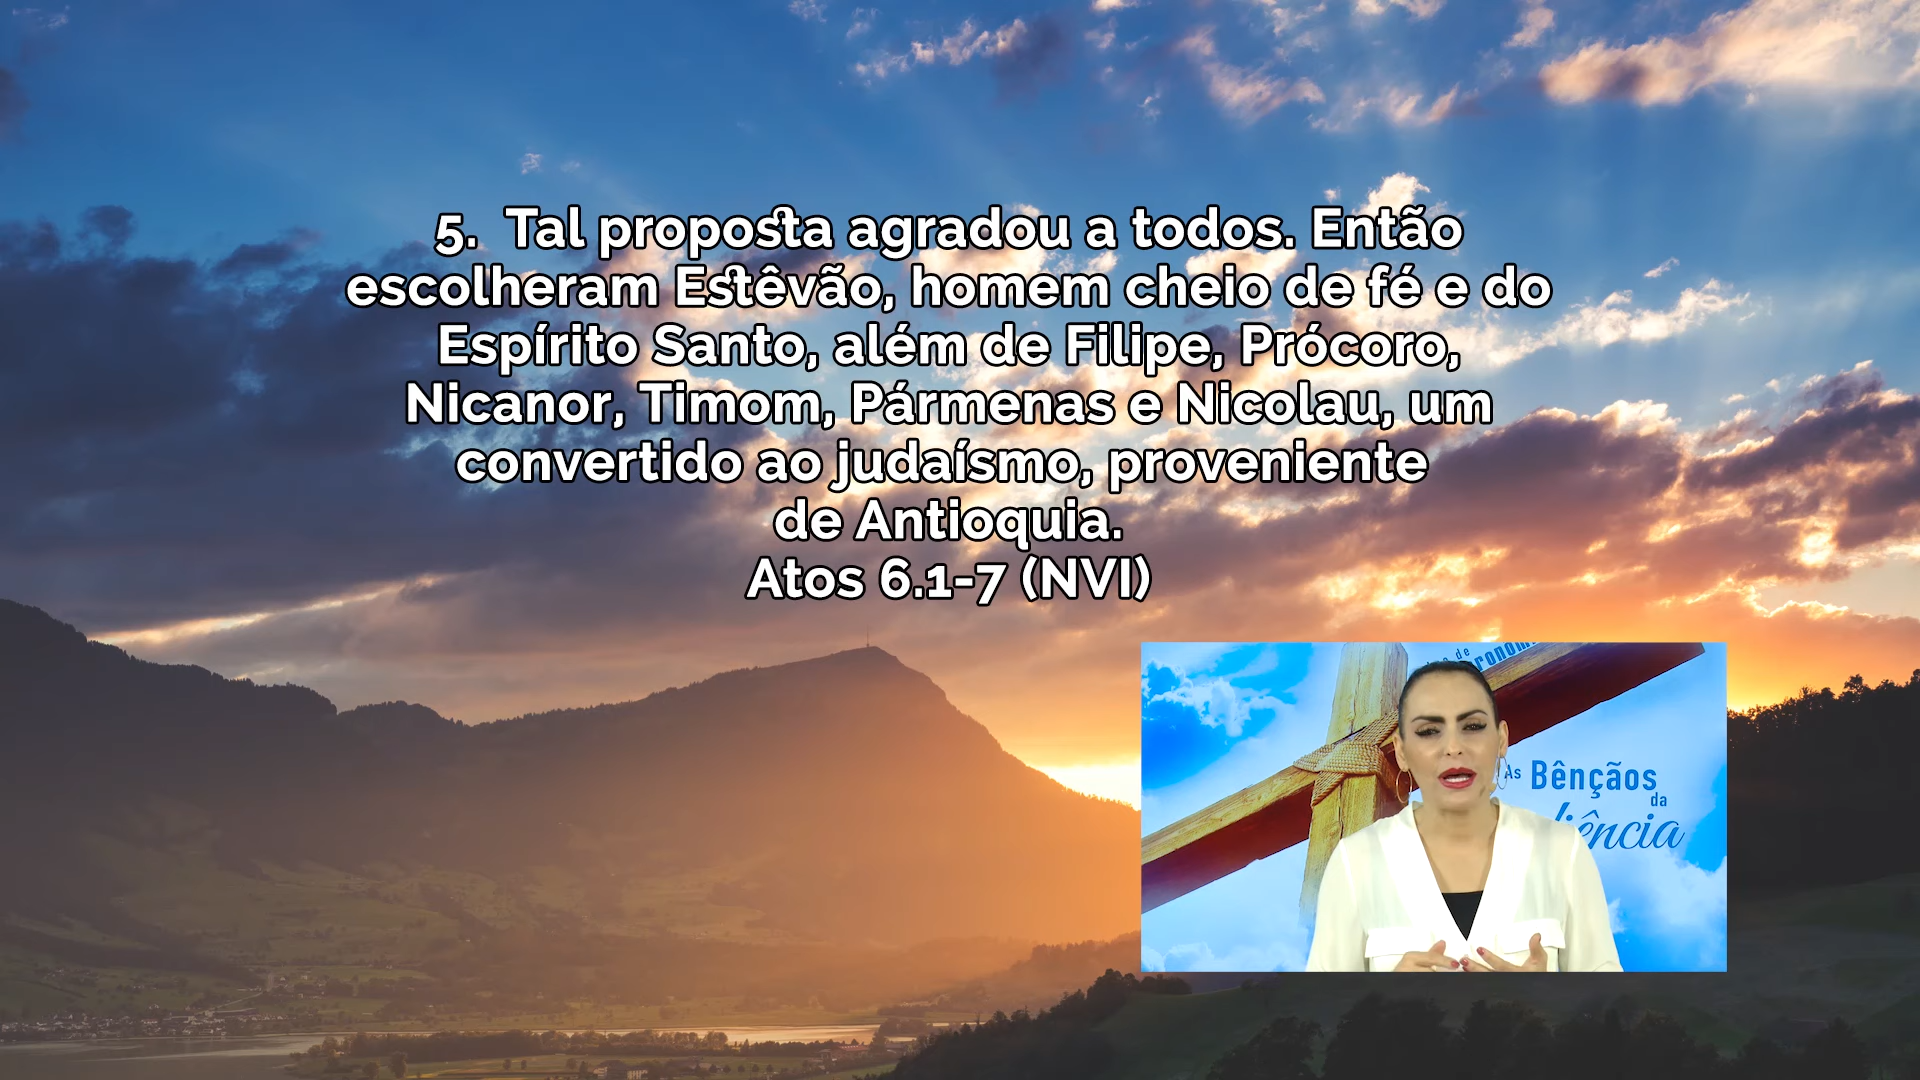 5.  Tal proposta agradou a todos. Então
escolheram Estêvão, homem cheio de fé e do
Espírito Santo, além de Filipe, Prócoro,
Nicanor, Timom, Pármenas e Nicolau, um
convertido ao judaísmo, proveniente
de Antioquia.
Atos 6.1-7 (NVI)
de
As Bênçãos
da